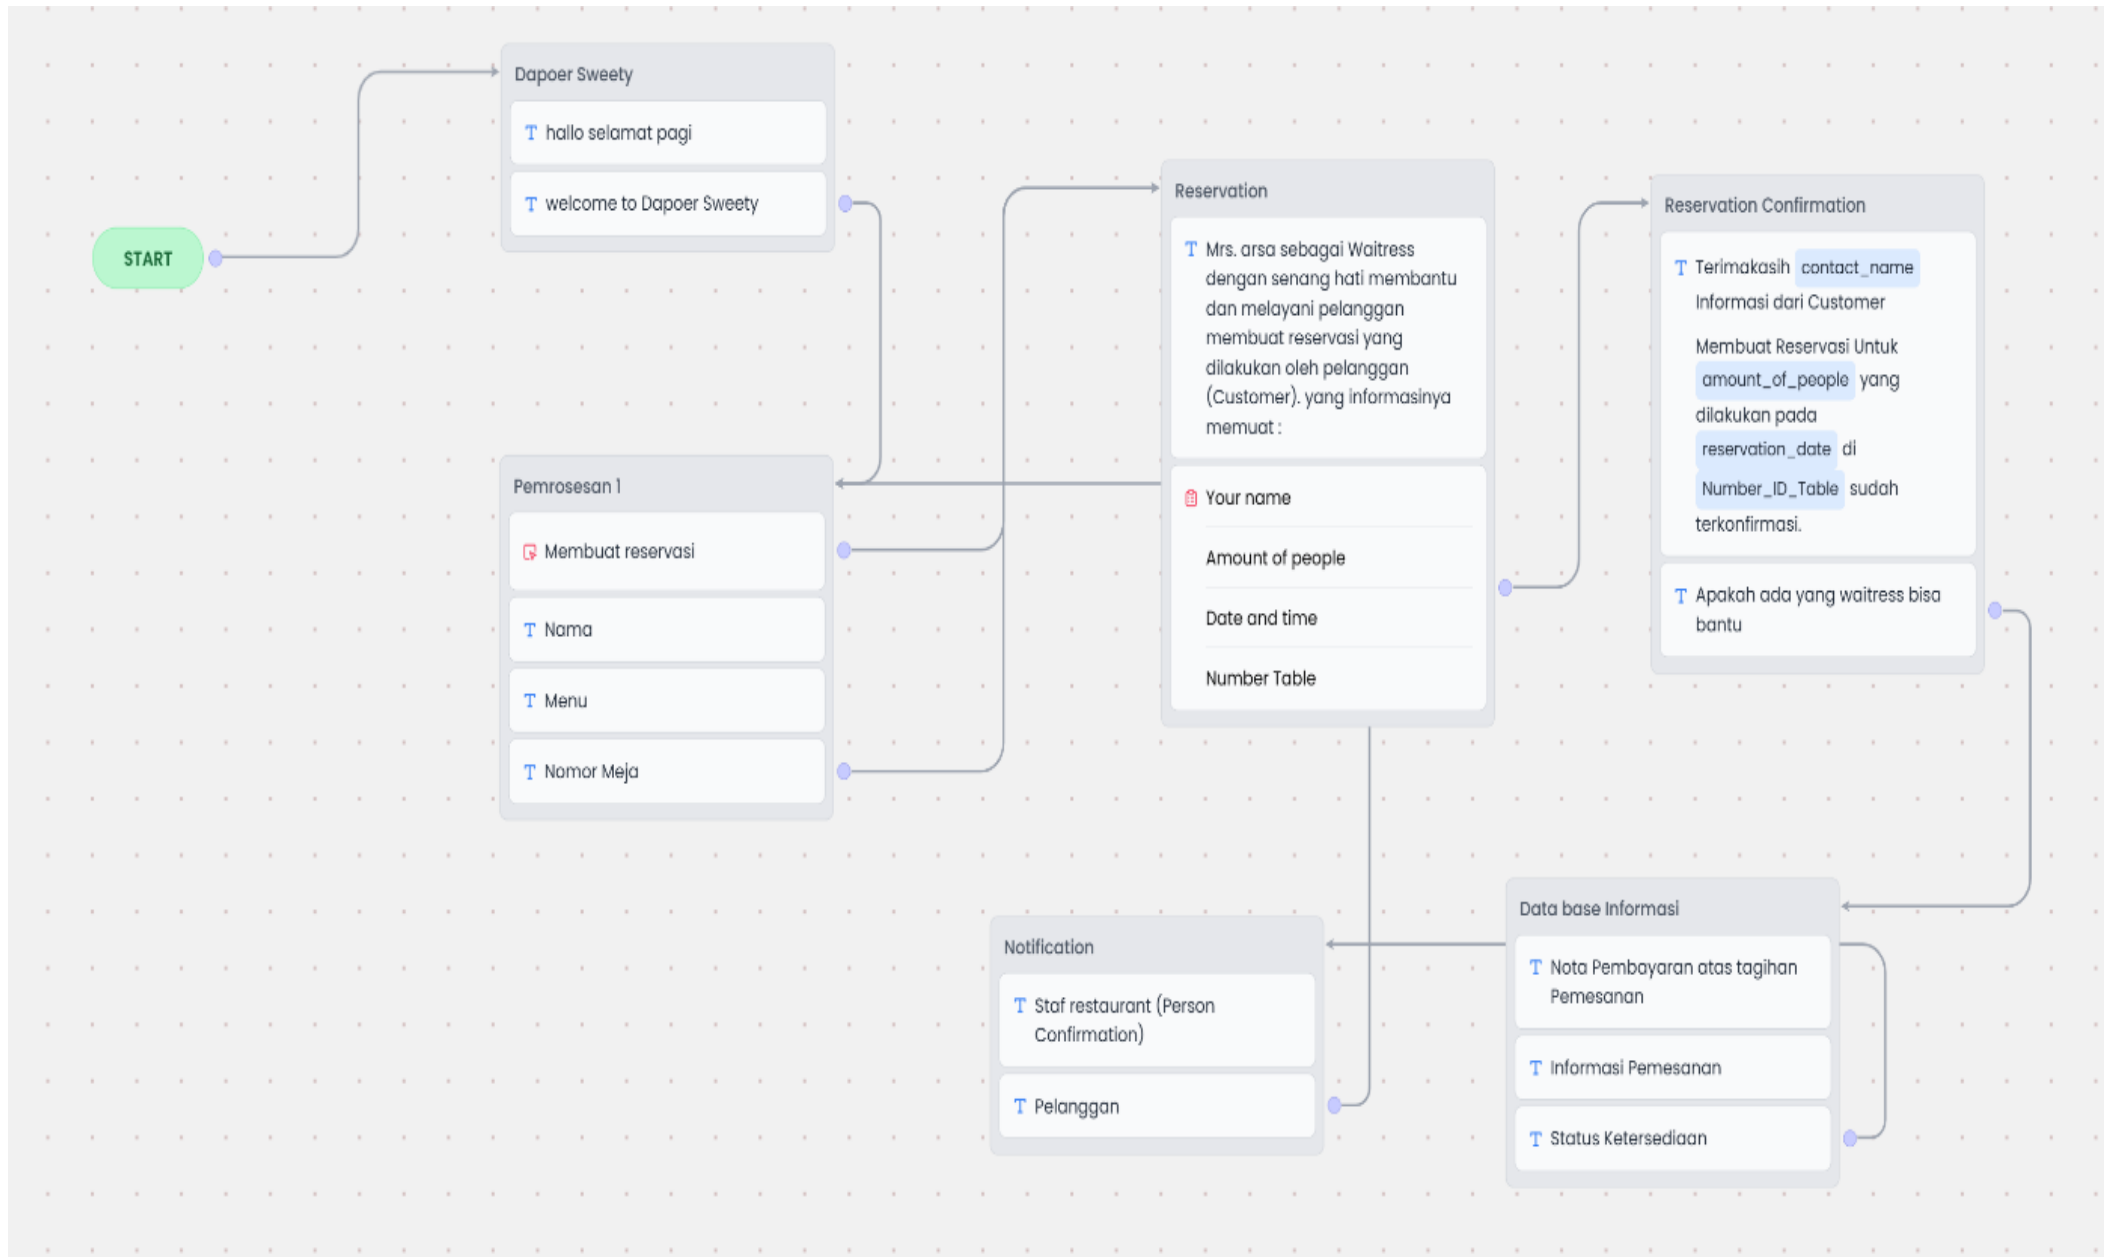 START
Dapoer Sweety
hallo selamat pagi
welcome to Dapoer Sweety
Pemrosesan 1
Membuat reservasi
Nama
Menu
Nomor Meja
Reservation
Mrs. arsa sebagai Waitress
dengan senang hati membantu
dan melayani pelanggan
membuat reservasi yang
dilakukan oleh pelanggan
(Customer). yang informasinya
memuat :
Your name
Amount of people
Date and time
Number Table
Reservation Confirmation
Terimakasih contact_name
Informasi dari Customer
Membuat Reservasi Untuk
amount_of_people yang
dilakukan pada
reservation_date di
Number_ID_Table sudah
terkonfirmasi.
Apakah ada yang waitress bisa
bantu
Notification
Staf restaurant (Person
Confirmation)
Pelanggan
Data base Informasi
Nota Pembayaran atas tagihan
Pemesanan
Informasi Pemesanan
Status Ketersediaan